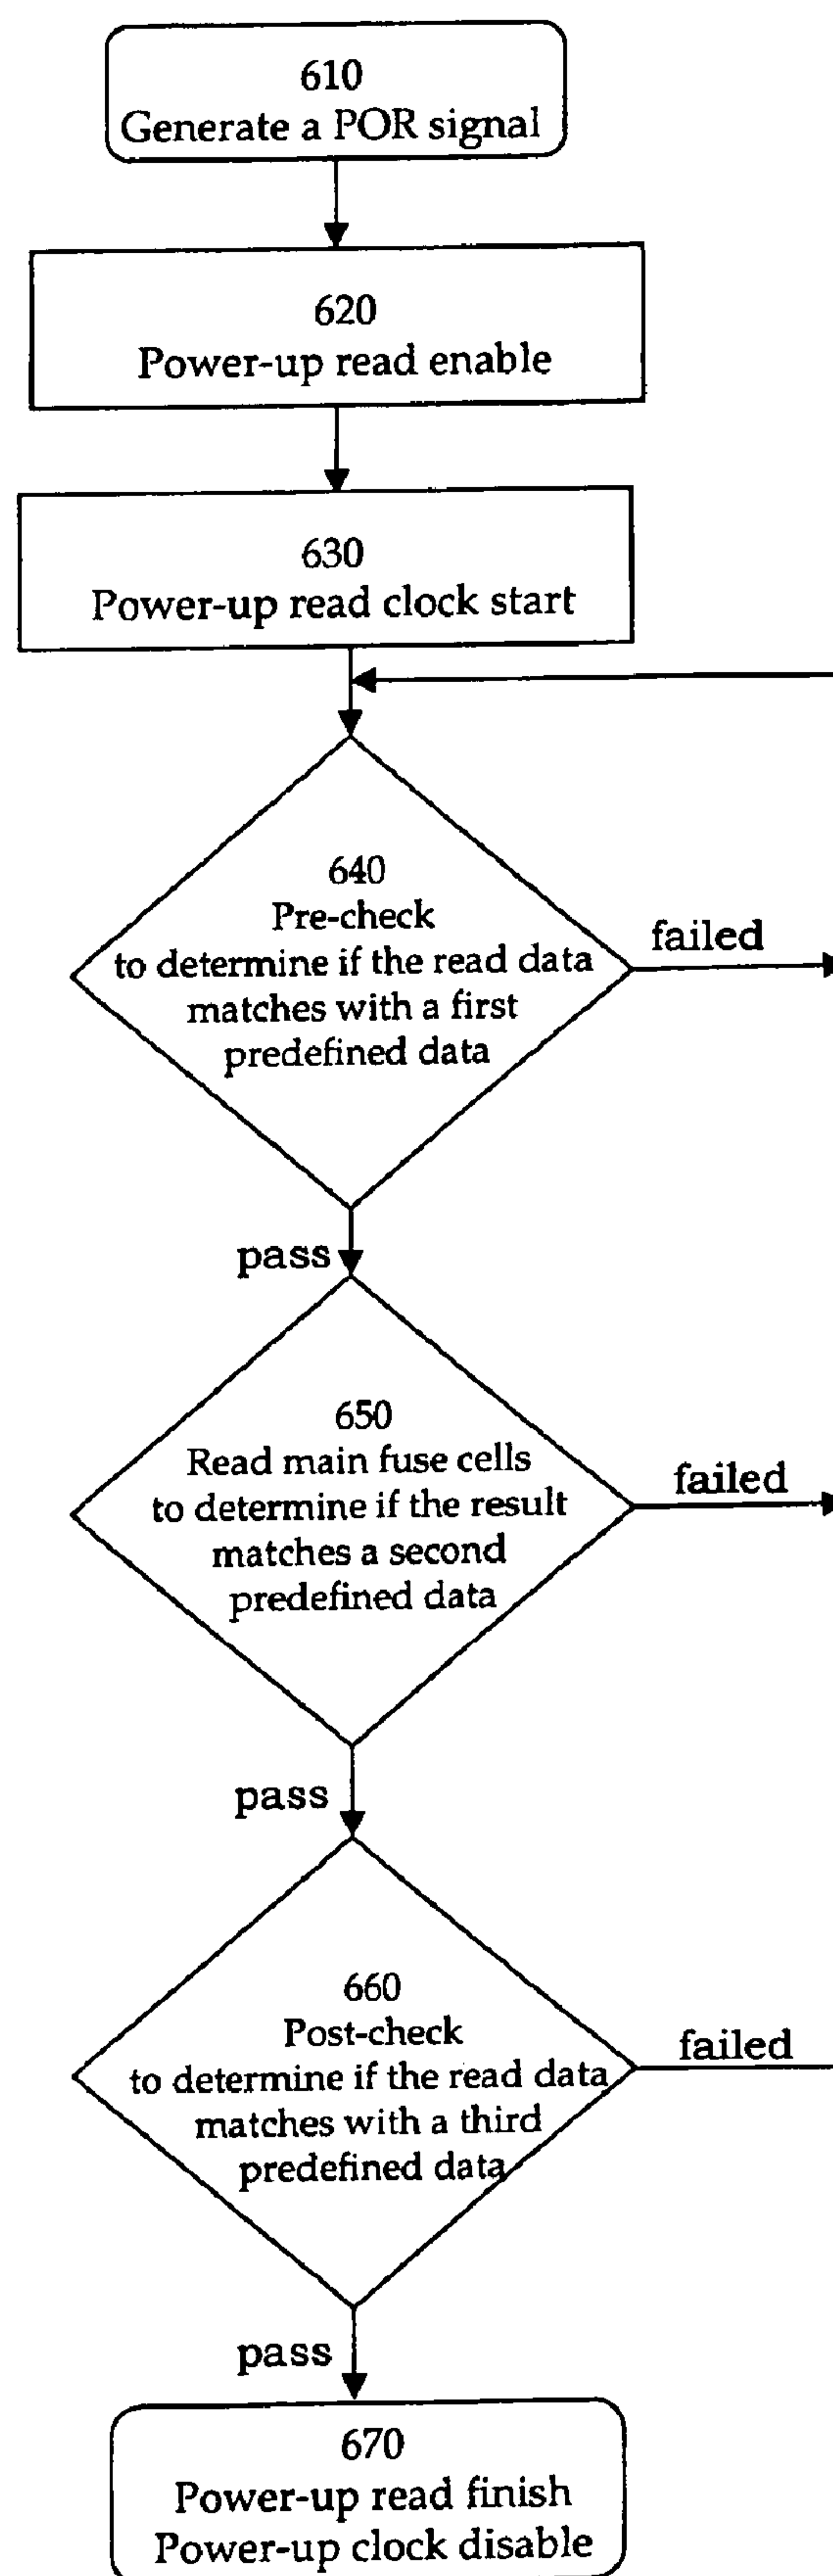 610
Generate a POR signal
620
Power-up read enable
630
Power-up read clock start
640
Pre-check
to determine if the read data
matches with a first
predefined data
failed
pass
650
Read main fuse cells
to determine if the result
matches a second
predefined data
failed
pass
660
Post-check
to determine if the read data
matches with a third
predefined data
failed
pass
670
Power-up read finish
Power-up clock disable